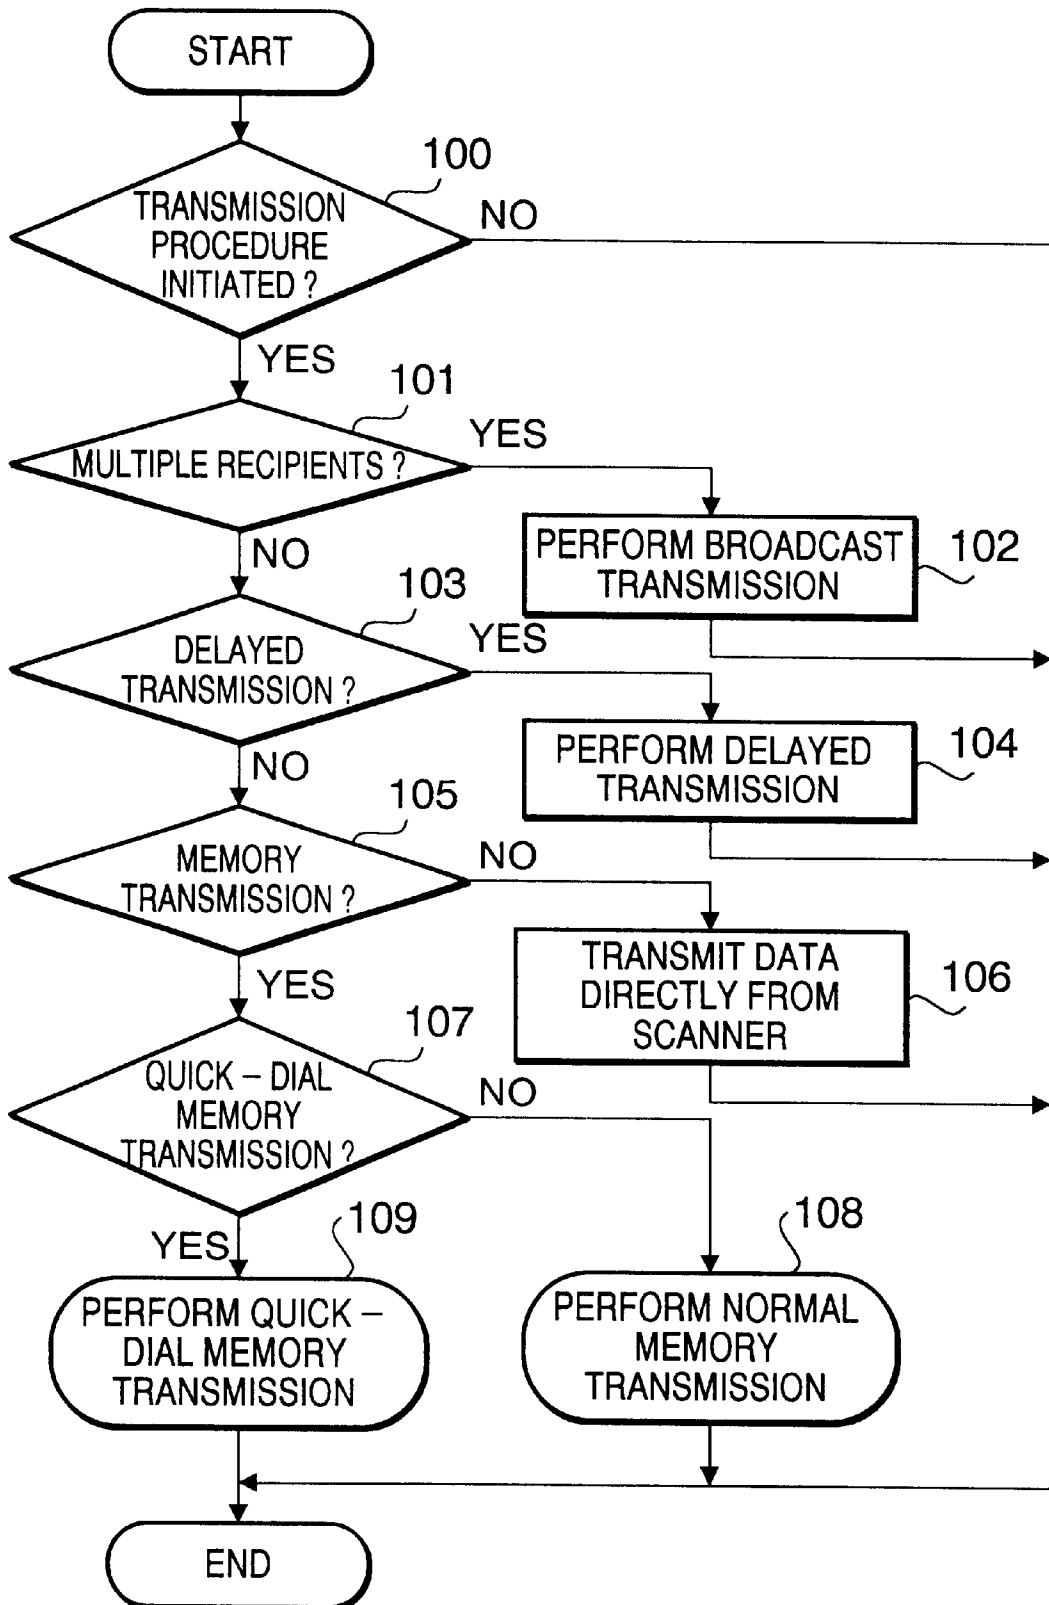 START
100
TRANSMISSION
PROCEDURE
INITIATED ?
NO
YES
101
MULTIPLE RECIPIENTS ?
YES
NO
PERFORM BROADCAST
TRANSMISSION
102
103
DELAYED
TRANSMISSION ?
YES
NO
PERFORM DELAYED
TRANSMISSION
104
105
MEMORY
TRANSMISSION ?
NO
YES
TRANSMIT DATA
DIRECTLY FROM
SCANNER
106
107
QUICK – DIAL
MEMORY
TRANSMISSION ?
NO
YES
109
PERFORM QUICK –
DIAL MEMORY
TRANSMISSION
108
PERFORM NORMAL
MEMORY
TRANSMISSION
END